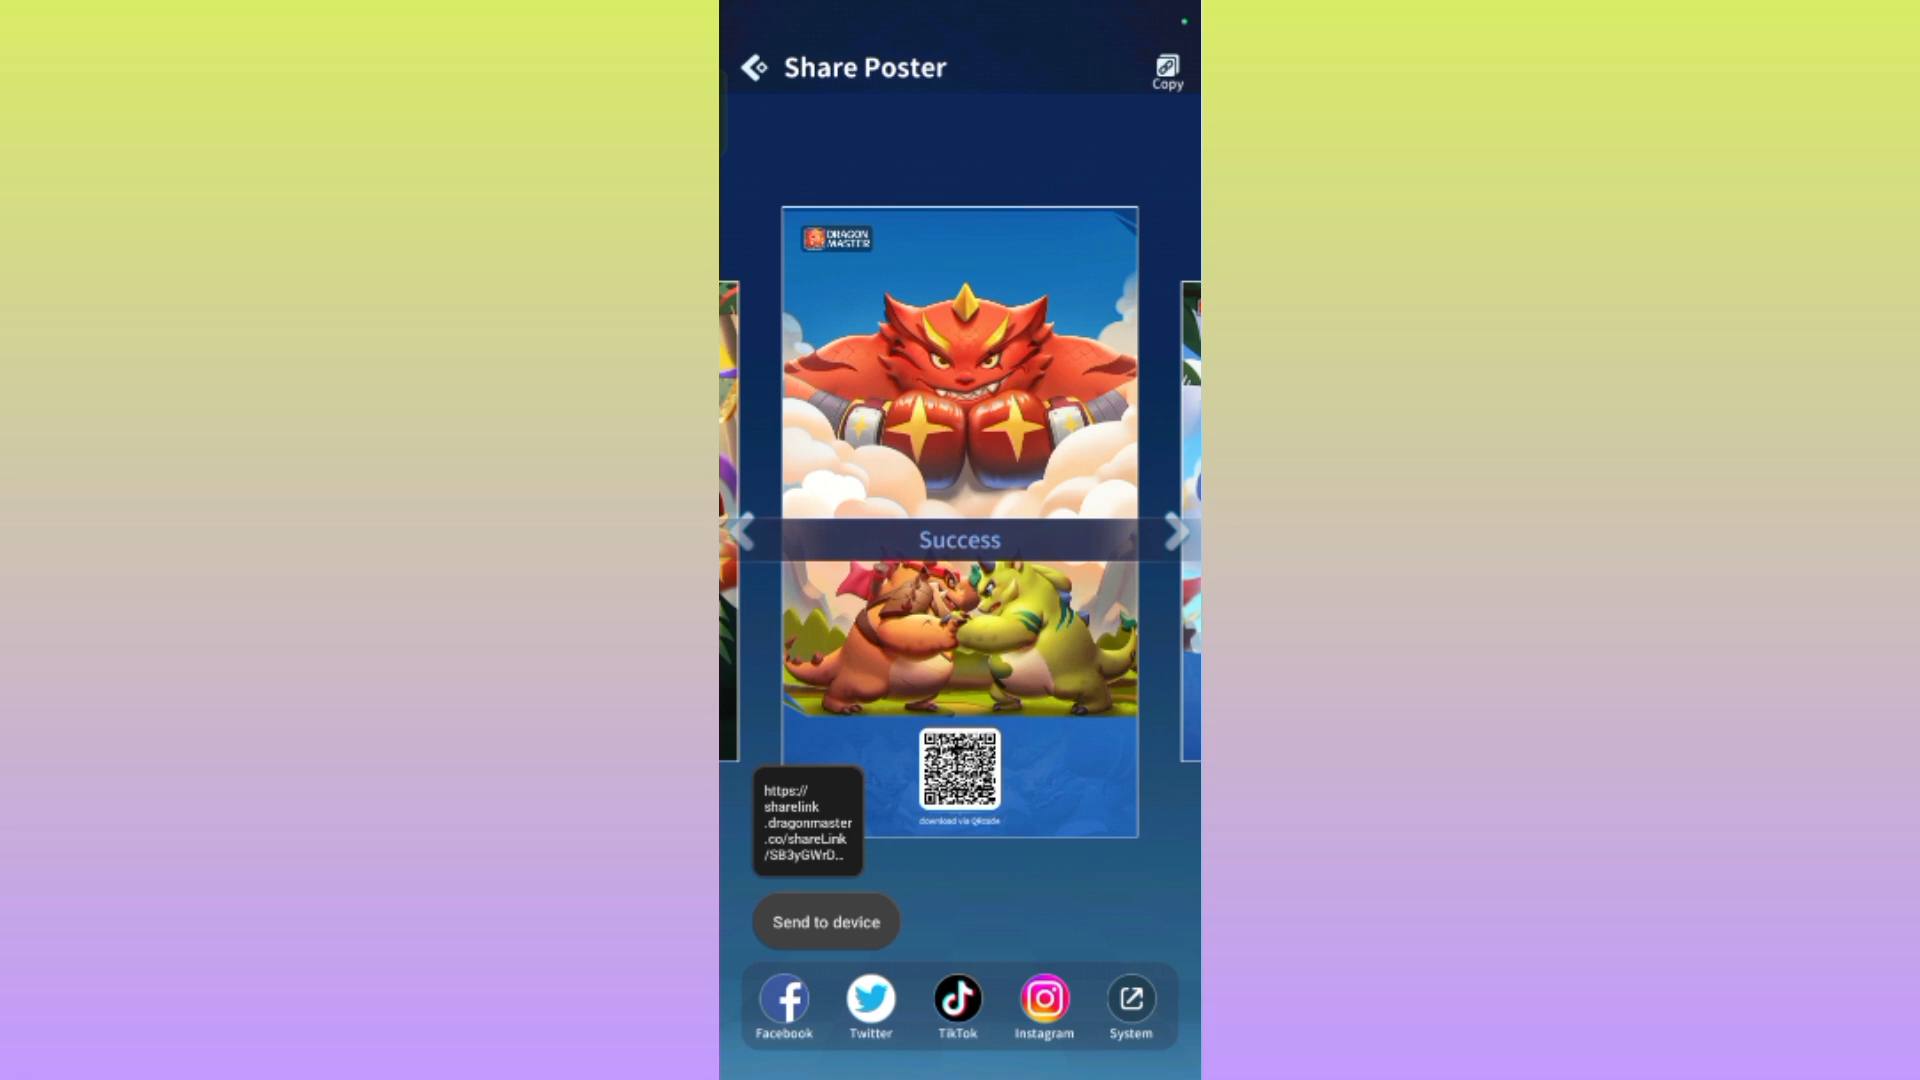 Share Poster
Copy
DRAGON
MASTER
Success
download via QRcode
https://
sharelink
.dragonmaster
.co/shareLink
/SB3yGWrD...
Send to device
Facebook
Twitter
TikTok
Instagram
System